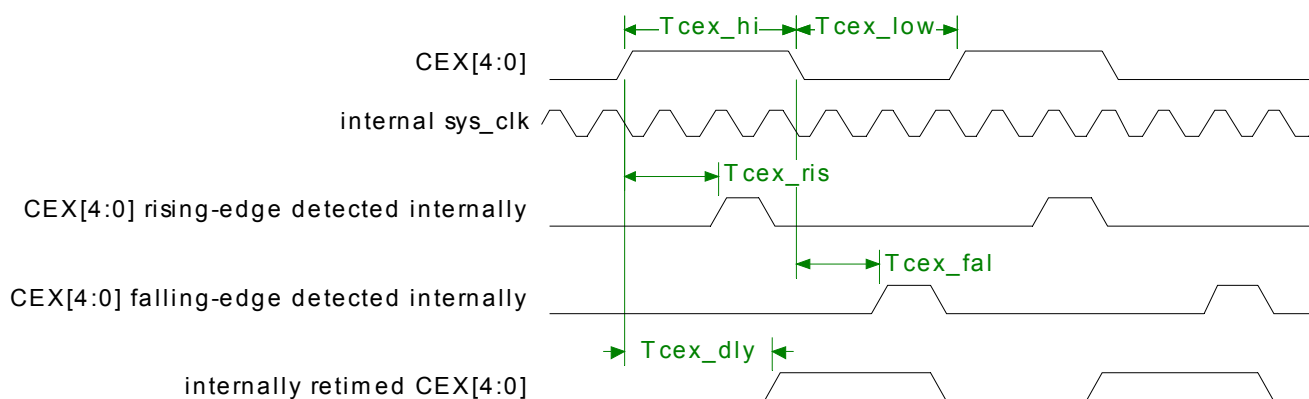 Tcex_hi Tcex_low
CEX[4:0]
internal sys_clk
Tcex_ris
CEX[4:0] rising-edge detected internally
Tcex_fal
CEX[4:0] falling-edge detected internally
Tcex_dly
internally retimed CEX[4:0]